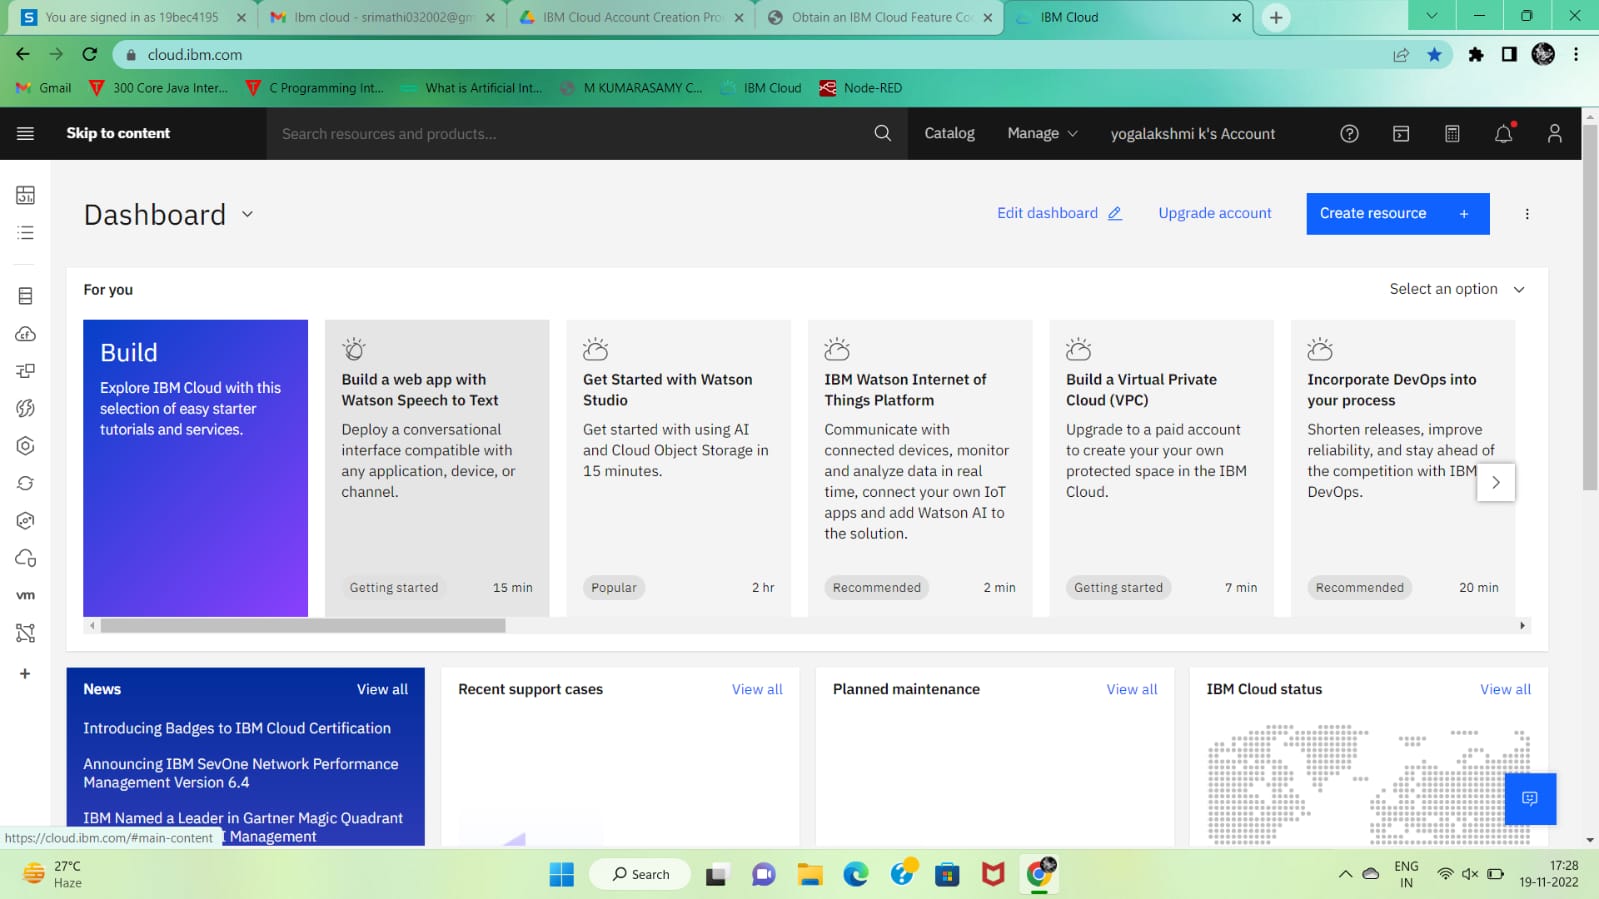 You are signed in as 19bec4195
Ibm cloud - srimathi032002@gm
IBM Cloud Account Creation Pro
Obtain an IBM Cloud Feature Co
IBM Cloud
cloud.ibm.com
Gmail
300 Core Java Inter...
C Programming Int...
What is Artificial Int...
M KUMARASAMY C...
IBM Cloud
Node-RED
Skip to content
Search resources and products...
Catalog
Manage
yogalakshmi k's Account
Dashboard
Edit dashboard
Upgrade account
Create resource +
For you
Select an option
Build
Explore IBM Cloud with this
selection of easy starter
tutorials and services.
Build a web app with
Watson Speech to Text
Deploy a conversational
interface compatible with
any application, device, or
channel.
Getting started
15 min
Get Started with Watson
Studio
Get started with using AI
and Cloud Object Storage in
15 minutes.
Popular
2 hr
IBM Watson Internet of
Things Platform
Communicate with
connected devices, monitor
and analyze data in real
time, connect your own IoT
apps and add Watson AI to
the solution.
Recommended
2 min
Build a Virtual Private
Cloud (VPC)
Upgrade to a paid account
to create your your own
protected space in the IBM
Cloud.
Getting started
7 min
Incorporate DevOps into
your process
Shorten releases, improve
reliability, and stay ahead of
the competition with IBM
DevOps.
Recommended
20 min
vm
News
View all
Introducing Badges to IBM Cloud Certification
Announcing IBM SevOne Network Performance
Management Version 6.4
IBM Named a Leader in Gartner Magic Quadrant
I Management
Recent support cases
View all
Planned maintenance
View all
IBM Cloud status
View all
https://cloud.ibm.com/#main-content
27°C
Haze
Search
ENG
IN
17:28
19-11-2022